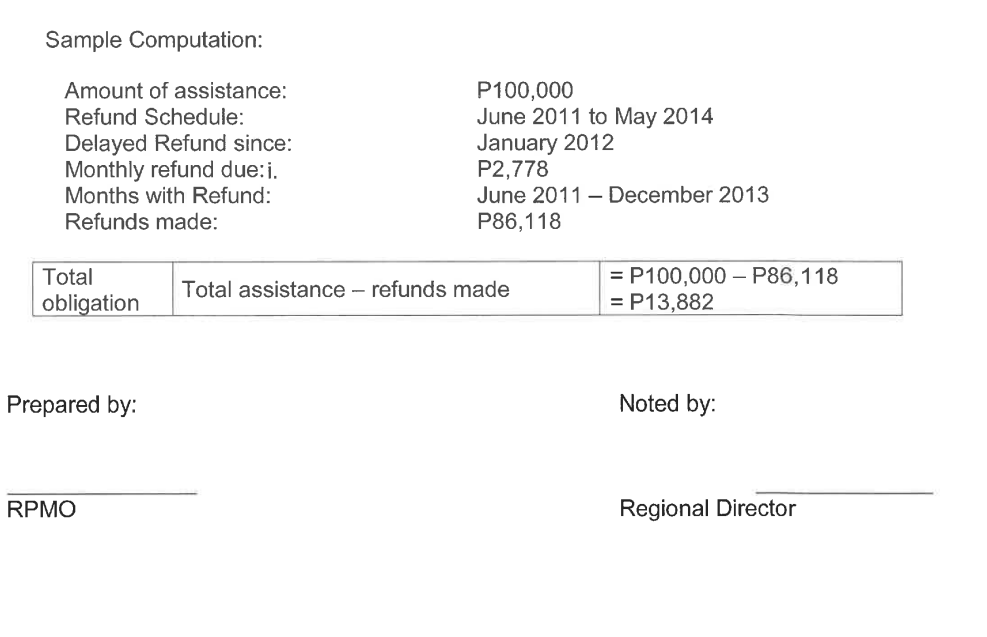 Sample Computation:
Amount of assistance: P100,000
Refund Schedule: June 2011 to May 2014
Delayed Refund since: January 2012
Monthly refund due:i. P2,778
Months with Refund: June 2011 – December 2013
Refunds made: P86,118
Total obligation Total assistance – refunds made = P100,000 – P86,118
= P13,882
Prepared by: Noted by:
RPMO Regional Director